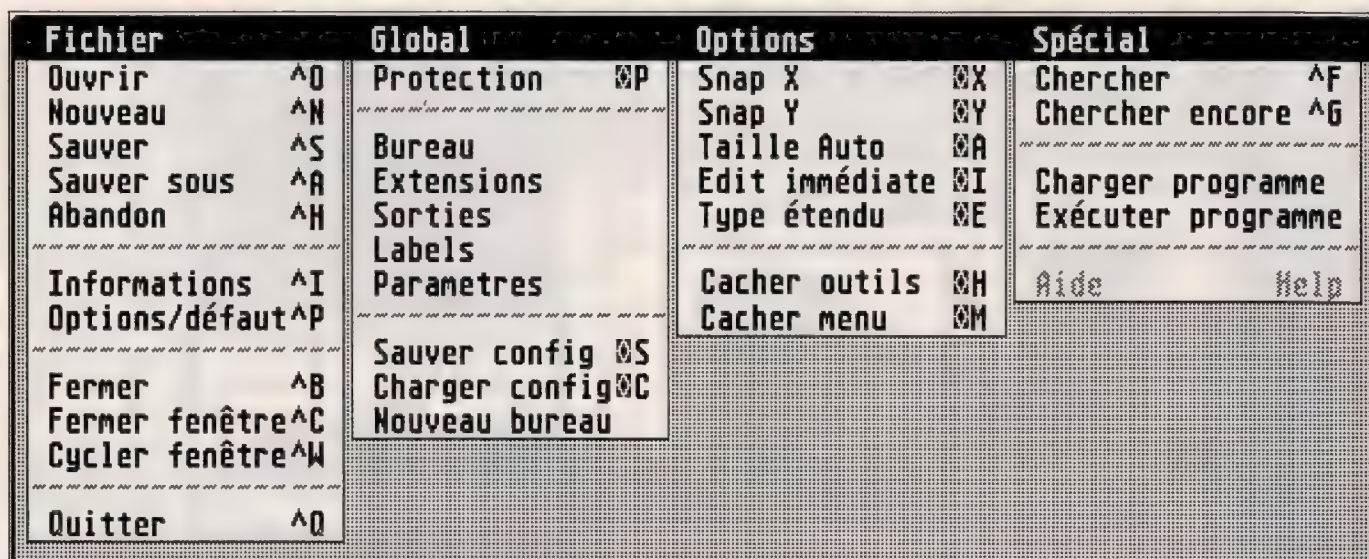 Fichier
Ouvrir ^O
Nouveau ^N
Sauver ^S
Sauver sous ^A
Abandon ^H
Informations ^I
Options/défaut^P
Fermer ^B
Fermer fenêtre^C
Cycler fenêtre^W
Quitter ^Q
Global
Protection ◊P
Bureau
Extensions
Sorties
Labels
Parametres
Sauver config ◊S
Charger config◊C
Nouveau bureau
Options
Snap X ◊X
Snap Y ◊Y
Taille Auto ◊A
Edit immédiate ◊I
Type étendu ◊E
Cacher outils ◊H
Cacher menu ◊M
Spécial
Chercher ^F
Chercher encore ^G
Charger programme
Exécuter programme
Aide Help